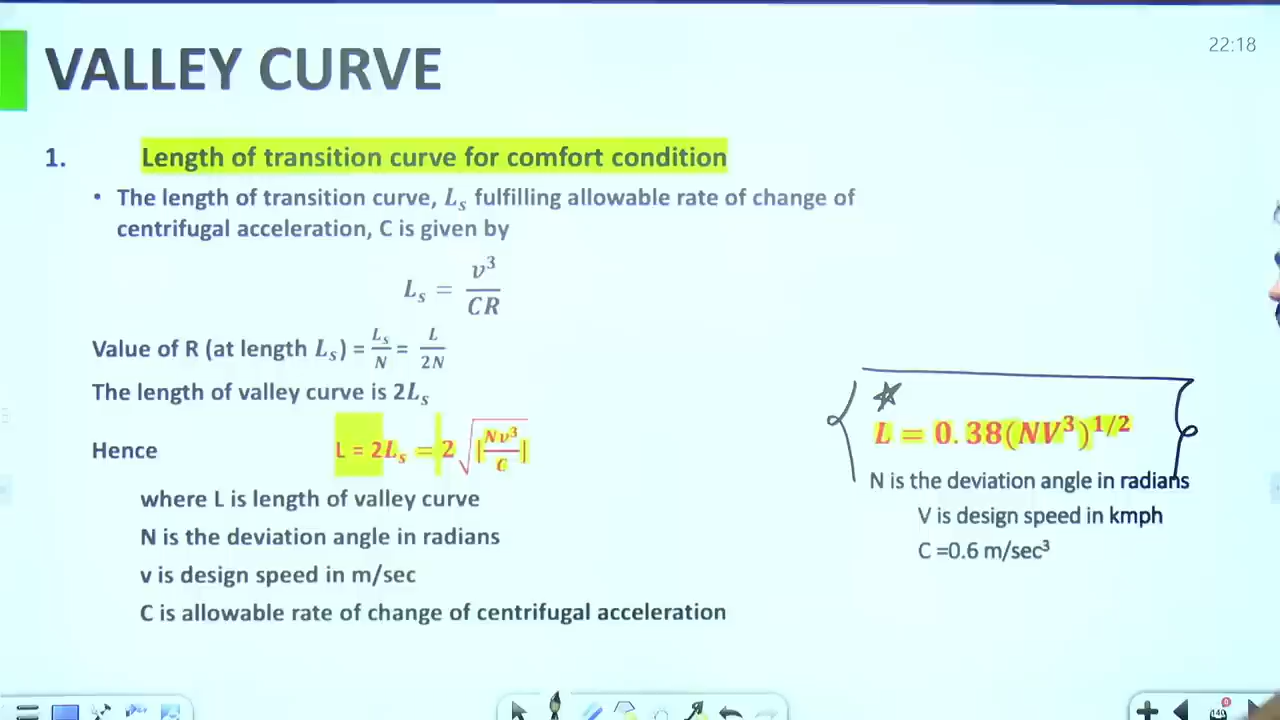 22:18
VALLEY CURVE
1. Length of transition curve for comfort condition
• The length of transition curve, Lₛ fulfilling allowable rate of change of
centrifugal acceleration, C is given by
Lₛ = v³/CR
Value of R (at length Lₛ) = Lₛ/N = L/2N
The length of valley curve is 2Lₛ
Hence L = 2Lₛ = 2√|Nv³/C|
where L is length of valley curve
N is the deviation angle in radians
v is design speed in m/sec
C is allowable rate of change of centrifugal acceleration
L = 0.38(NV³)^1/2
N is the deviation angle in radians
V is design speed in kmph
C =0.6 m/sec³